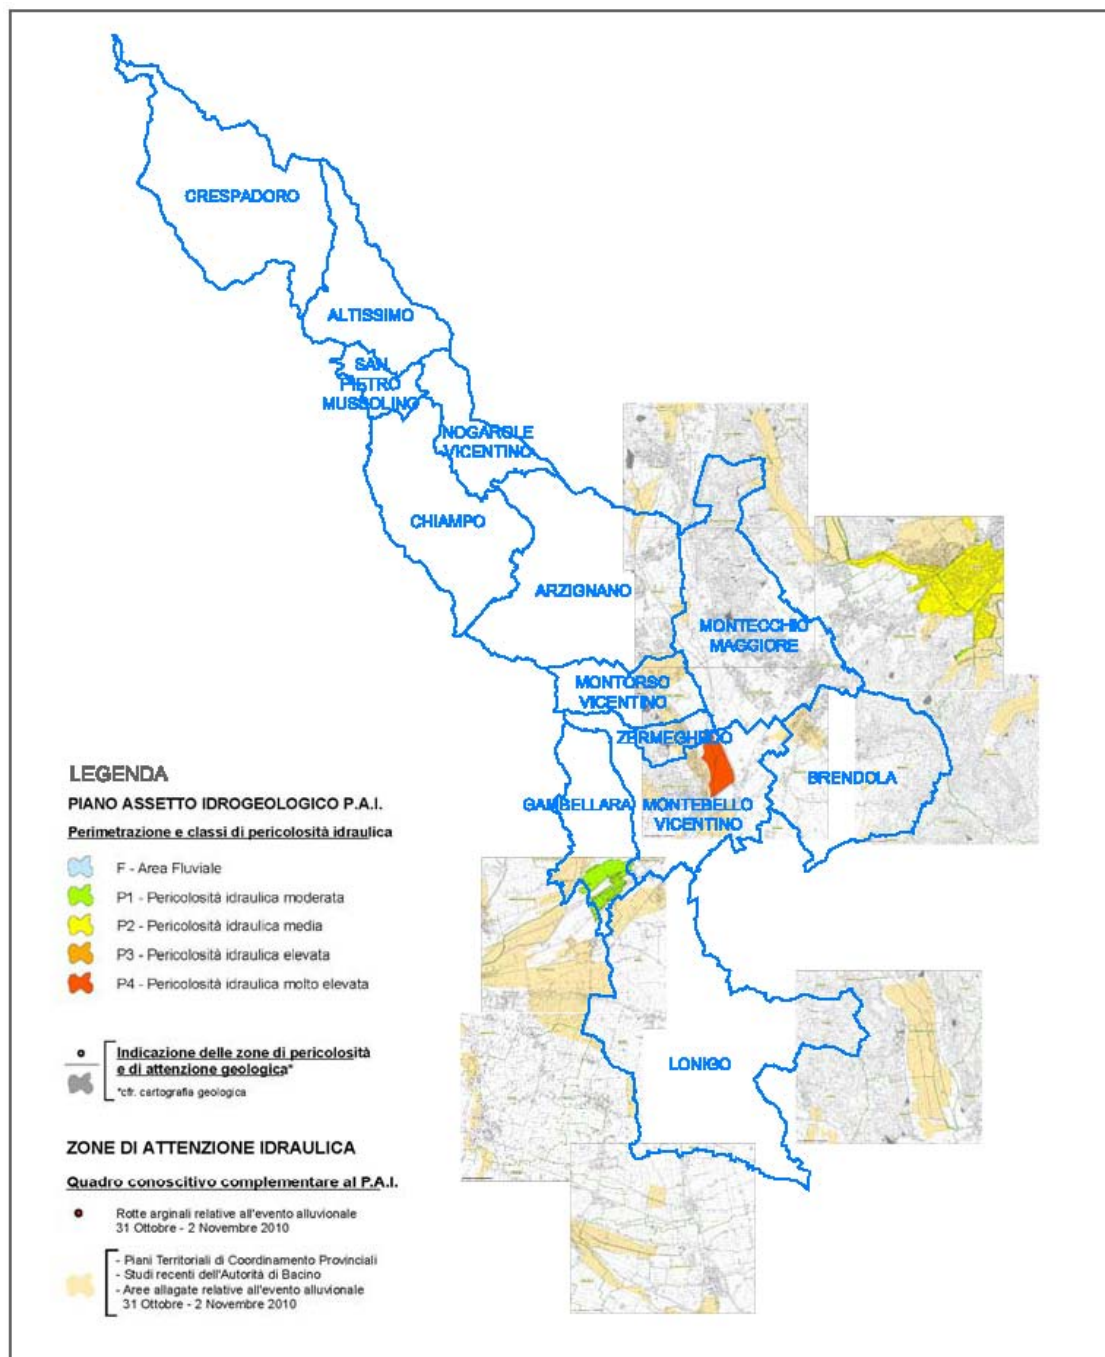 CRESPADORO
ALTISSIMO
SAN
PIETRO
MUSSOLINO
NOGAROLE
VICENTINO
CHIAMPO
ARZIGNANO
MONTECCHIO
MAGGIORE
MONTORSO
VICENTINO
ZERMEGHEDO
GAMBELLARA
MONTEBELLO
VICENTINO
BRENDOLA
LONIGO
LEGENDA
PIANO ASSETTO IDROGEOLOGICO P.A.I.
Perimetrazione e classi di pericolosità idraulica
F - Area Fluviale
P1 - Pericolosità idraulica moderata
P2 - Pericolosità idraulica media
P3 - Pericolosità idraulica elevata
P4 - Pericolosità idraulica molto elevata
Indicazione delle zone di pericolosità
e di attenzione geologica*
*cfr. cartografia geologica
ZONE DI ATTENZIONE IDRAULICA
Quadro conoscitivo complementare al P.A.I.
Rotte arginali relative all'evento alluvionale
31 Ottobre - 2 Novembre 2010
- Piani Territoriali di Coordinamento Provinciali
- Studi recenti dell'Autorità di Bacino
- Aree allagate relative all'evento alluvionale
31 Ottobre - 2 Novembre 2010